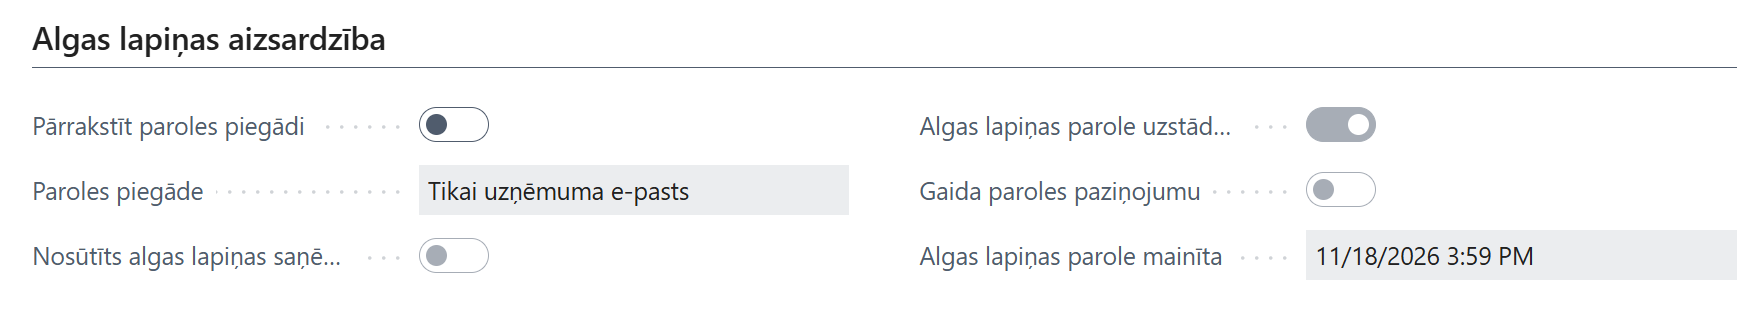 Algas lapiņas aizsardzība
Pārrakstīt paroles piegādi
Paroles piegāde
Tikai uzņēmuma e-pasts
Nosūtīts algas lapiņas saņē...
Algas lapiņas parole uzstād...
Gaida paroles paziņojumu
Algas lapiņas parole mainīta
11/18/2026 3:59 PM